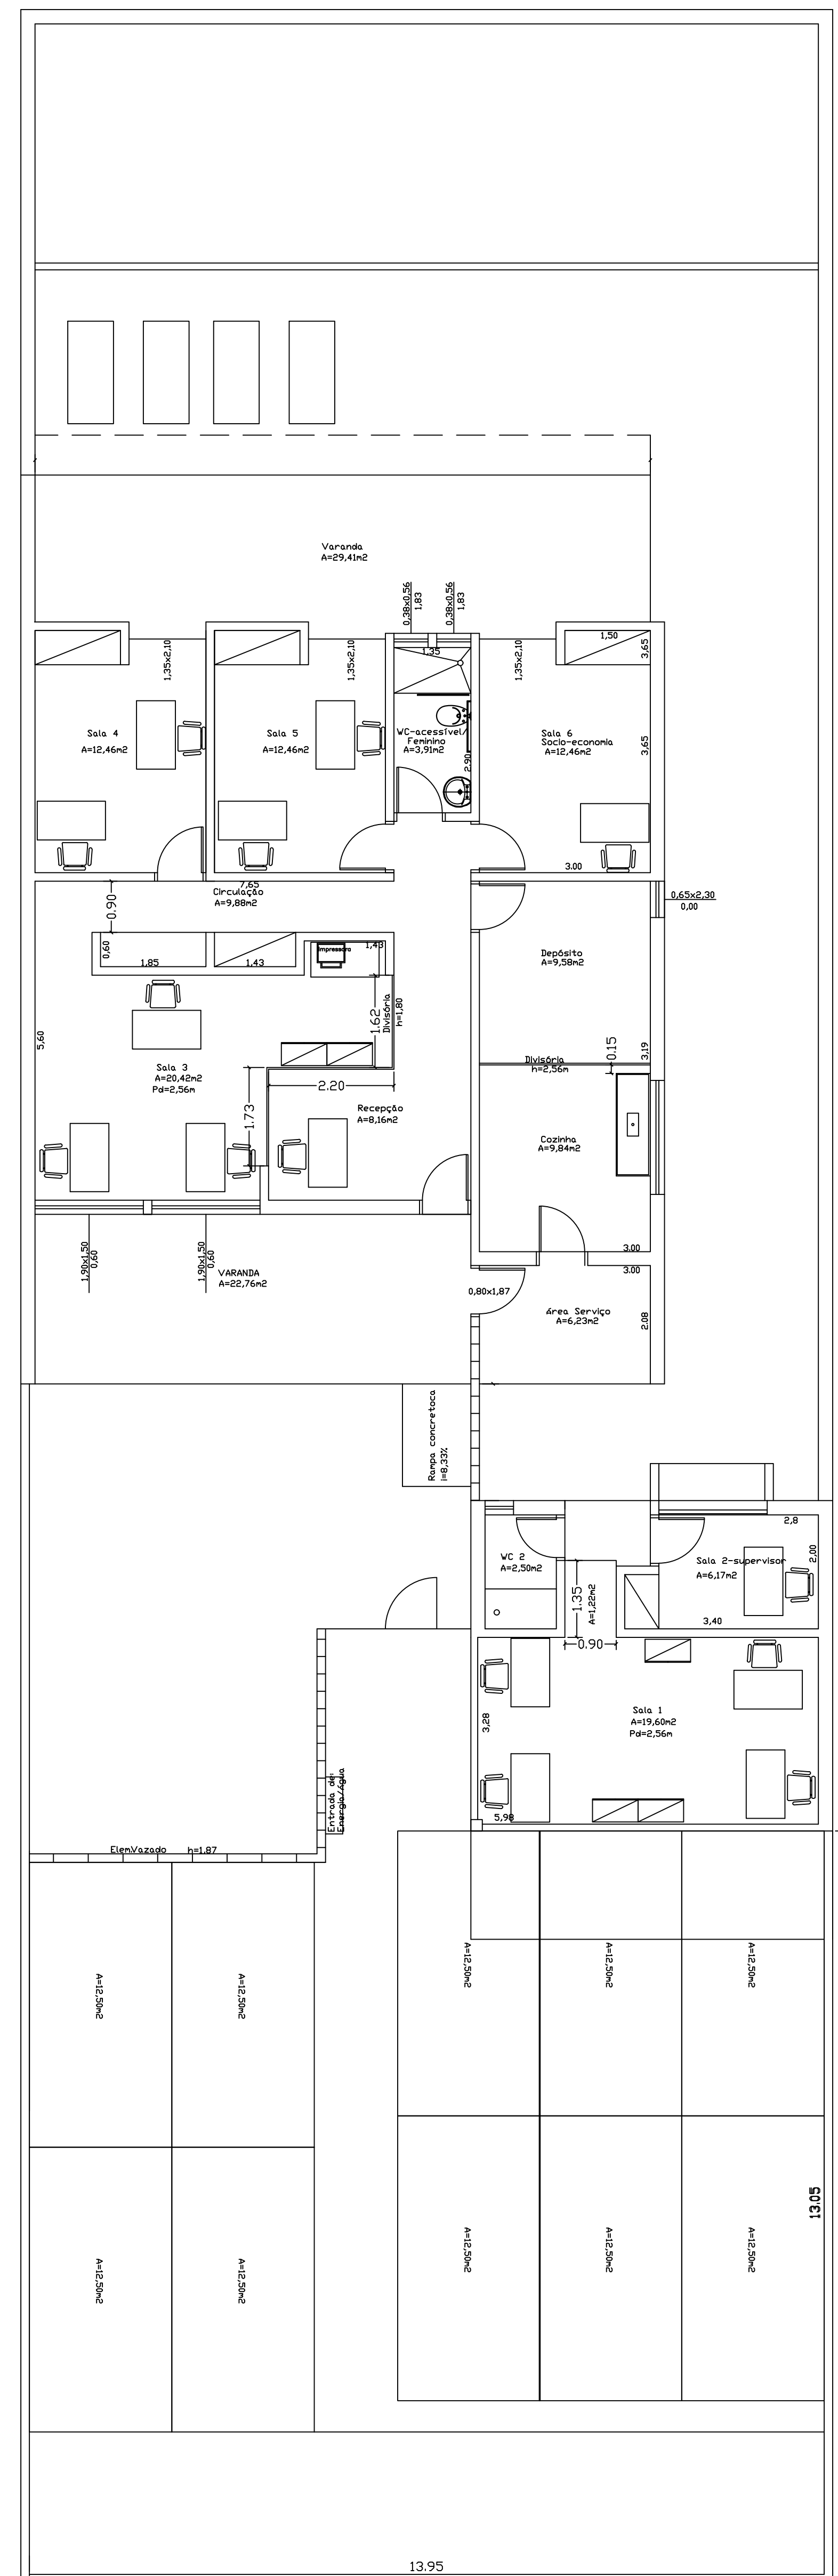 Varanda
A=29,41m2
0,38x0,56
1,83
0,38x0,56
1,83
1,35x2,10
1,35x2,10
1,35
1,35x2,10
1,50
3,65
Sala 4
A=12,46m2
Sala 5
A=12,46m2
WC-acessível/
Feminino
A=3,91m2
2.90
Sala 6
Socio-economia
A=12,46m2
3,65
3.00
7,65
Circulação
A=9,88m2
0.90
0,65x2,30
0,00
0,60
1,85
1,43
Impressora
1,43
Depósito
A=9,58m2
5,60
1.62
Divisória
h=1,80
3,19
0.15
Divisória
h=2,56m
Sala 3
A=20,42m2
Pd=2,56m
2.20
1.73
Recepção
A=8,16m2
Cozinha
A=9,84m2
3.00
3.00
1,90x1,50
0,60
1,90x1,50
0,60
VARANDA
A=22,76m2
0,80x1,87
Área Serviço
A=6,23m2
2.08
Rampa concretoca
i=8,33%
2,8
2,00
WC 2
A=2,50m2
Sala 2-supervisor
A=6,17m2
1.35
A=1,22m2
3,40
0.90
3,28
Sala 1
A=19,60m2
Pd=2,56m
5,98
Entrada de:
Energia/Água
Elem.Vazado h=1.87
A=12,50m2
A=12,50m2
A=12,50m2
A=12,50m2
A=12,50m2
A=12,50m2
A=12,50m2
A=12,50m2
A=12,50m2
A=12,50m2
13.05
13.95